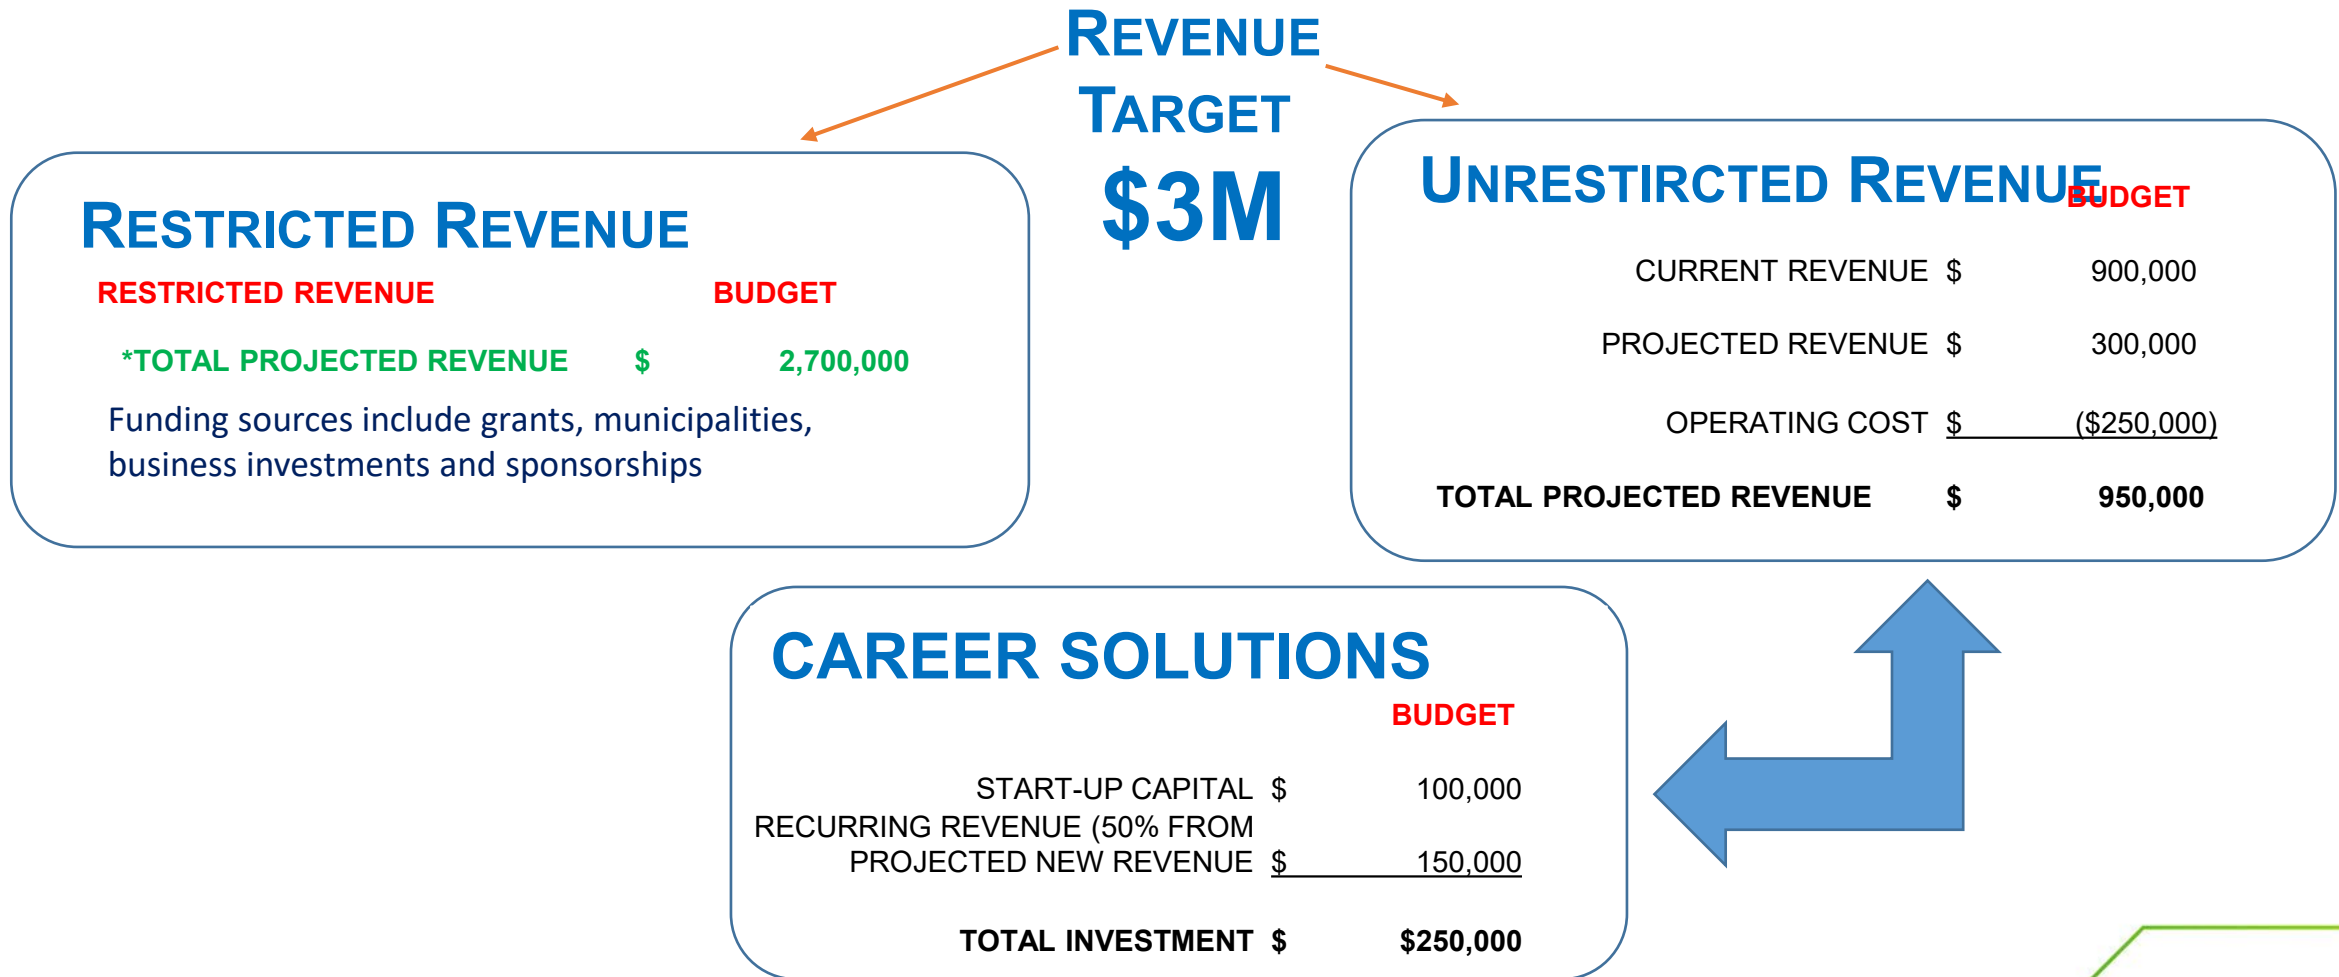 REVENUE
TARGET
$3M
RESTRICTED REVENUE
RESTRICTED REVENUE BUDGET
*TOTAL PROJECTED REVENUE $ 2,700,000
Funding sources include grants, municipalities,
business investments and sponsorships
UNRESTIRCTED REVENUE
BUDGET
CURRENT REVENUE $ 900,000
PROJECTED REVENUE $ 300,000
OPERATING COST $ ($250,000)
TOTAL PROJECTED REVENUE $ 950,000
CAREER SOLUTIONS
BUDGET
START-UP CAPITAL $ 100,000
RECURRING REVENUE (50% FROM
PROJECTED NEW REVENUE $ 150,000
TOTAL INVESTMENT $ $250,000